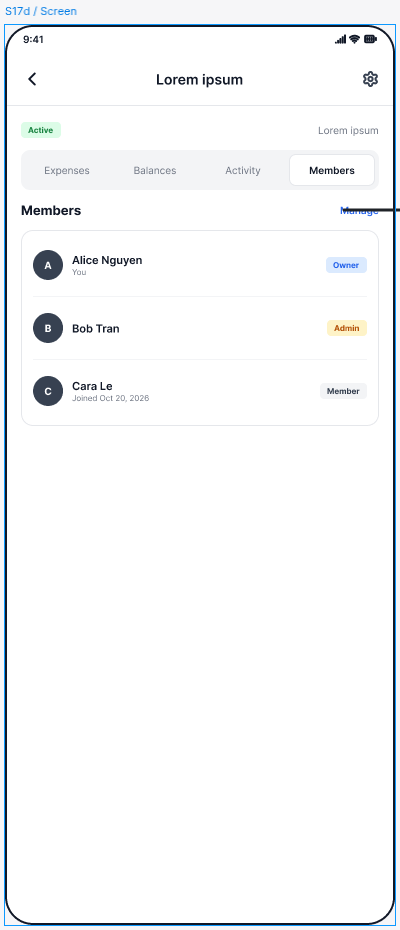 S17d / Screen
9:41
Lorem ipsum
Active
Lorem ipsum
Expenses
Balances
Activity
Members
Members
Manage
A
Alice Nguyen
You
Owner
B
Bob Tran
Admin
C
Cara Le
Joined Oct 20, 2026
Member